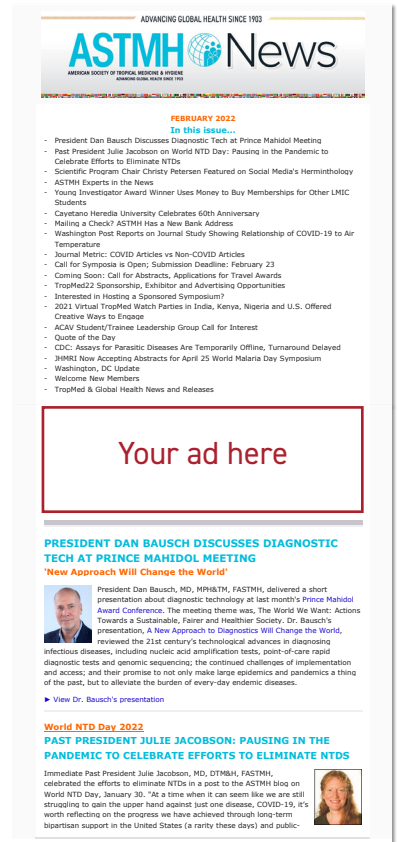 ADVANCING GLOBAL HEALTH SINCE 1903
ASTMH News
AMERICAN SOCIETY OF TROPICAL MEDICINE & HYGIENE
ADVANCING GLOBAL HEALTH SINCE 1903
FEBRUARY 2022
In this issue...
- President Dan Bausch Discusses Diagnostic Tech at Prince Mahidol Meeting
- Past President Julie Jacobson on World NTD Day: Pausing in the Pandemic to
Celebrate Efforts to Eliminate NTDs
- Scientific Program Chair Christy Petersen Featured on Social Media's Herminthology
- ASTMH Experts in the News
- Young Investigator Award Winner Uses Money to Buy Memberships for Other LMIC
Students
- Cayetano Heredia University Celebrates 60th Anniversary
- Mailing a Check? ASTMH Has a New Bank Address
- Washington Post Reports on Journal Study Showing Relationship of COVID-19 to Air
Temperature
- Journal Metric: COVID Articles vs Non-COVID Articles
- Call for Symposia is Open; Submission Deadline: February 23
- Coming Soon: Call for Abstracts, Applications for Travel Awards
- TropMed22 Sponsorship, Exhibitor and Advertising Opportunities
- Interested in Hosting a Sponsored Symposium?
- 2021 Virtual TropMed Watch Parties in India, Kenya, Nigeria and U.S. Offered
Creative Ways to Engage
- ACAV Student/Trainee Leadership Group Call for Interest
- Quote of the Day
- CDC: Assays for Parasitic Diseases Are Temporarily Offline, Turnaround Delayed
- JHMRI Now Accepting Abstracts for April 25 World Malaria Day Symposium
- Washington, DC Update
- Welcome New Members
- TropMed & Global Health News and Releases
Your ad here
PRESIDENT DAN BAUSCH DISCUSSES DIAGNOSTIC
TECH AT PRINCE MAHIDOL MEETING
'New Approach Will Change the World'
President Dan Bausch, MD, MPH&TM, FASTMH, delivered a short
presentation about diagnostic technology at last month's Prince Mahidol
Award Conference. The meeting theme was, The World We Want: Actions
Towards a Sustainable, Fairer and Healthier Society. Dr. Bausch's
presentation, A New Approach to Diagnostics Will Change the World,
reviewed the 21st century's technological advances in diagnosing
infectious diseases, including nucleic acid amplification tests, point-of-care rapid
diagnostic tests and genomic sequencing; the continued challenges of implementation
and access; and their promise to not only make large epidemics and pandemics a thing
of the past, but to alleviate the burden of every-day endemic diseases.
► View Dr. Bausch's presentation
World NTD Day 2022
PAST PRESIDENT JULIE JACOBSON: PAUSING IN THE
PANDEMIC TO CELEBRATE EFFORTS TO ELIMINATE NTDS
Immediate Past President Julie Jacobson, MD, DTM&H, FASTMH,
celebrated the efforts to eliminate NTDs in a post to the ASTMH blog on
World NTD Day, January 30. "At a time when it can seem like we are still
struggling to gain the upper hand against just one disease, COVID-19, it's
worth reflecting on the progress we have achieved through long-term
bipartisan support in the United States (a rarity these days) and public-